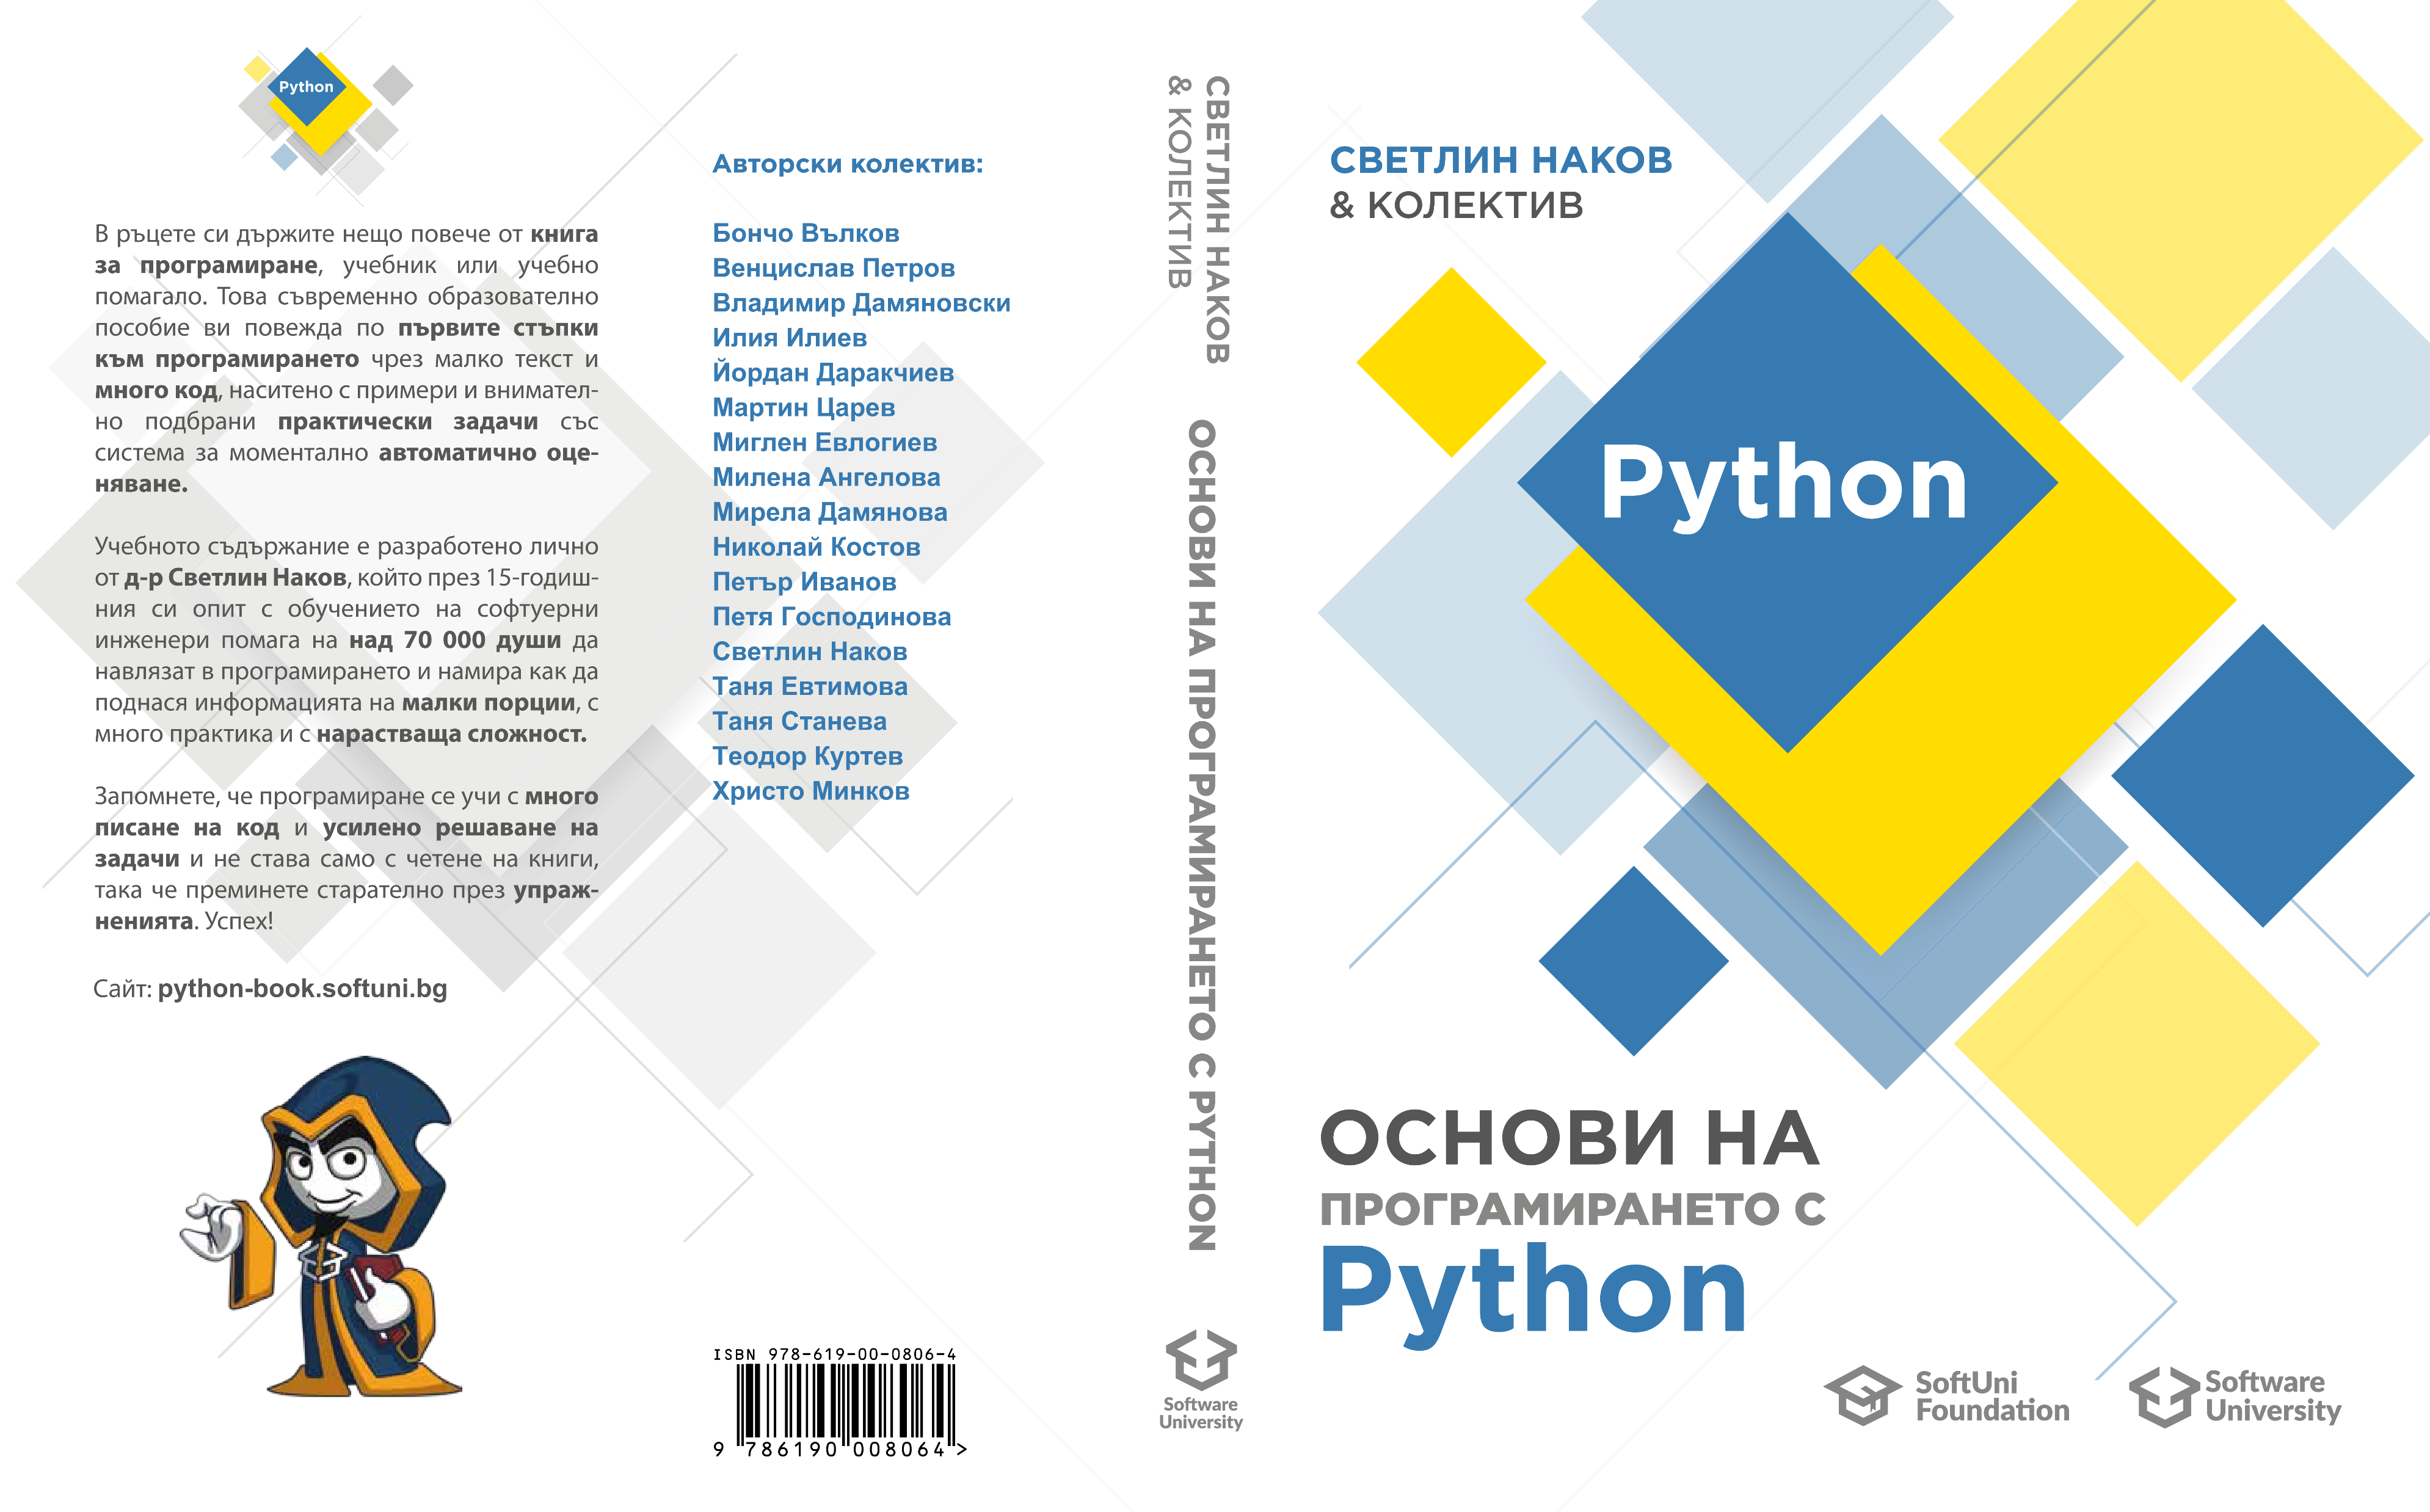 Python
В ръцете си държите нещо повече от книга
за програмиране, учебник или учебно
помагало. Това съвременно образователно
пособие ви повежда по първите стъпки
към програмирането чрез малко текст и
много код, наситено с примери и внимател-
но подбрани практически задачи със
система за моментално автоматично оце-
няване.
Учебното съдържание е разработено лично
от д-р Светлин Наков, който през 15-годиш-
ния си опит с обучението на софтуерни
инженери помага на над 70 000 души да
навлязат в програмирането и намира как да
поднася информацията на малки порции, с
много практика и с нарастваща сложност.
Запомнете, че програмиране се учи с много
писане на код и усилено решаване на
задачи и не става само с четене на книги,
така че преминете старателно през упраж-
ненията. Успех!
Сайт: python-book.softuni.bg
Авторски колектив:
Бончо Вълков
Венцислав Петров
Владимир Дамяновски
Илия Илиев
Йордан Даракчиев
Мартин Царев
Миглен Евлогиев
Милена Ангелова
Мирела Дамянова
Николай Костов
Петър Иванов
Петя Господинова
Светлин Наков
Таня Евтимова
Таня Станева
Теодор Куртев
Христо Минков
ISBN 978-619-00-0806-4
9 786190 008064 >
СВЕТЛИН НАКОВ
& КОЛЕКТИВ
ОСНОВИ НА ПРОГРАМИРАНЕТО С PYTHON
Software
University
СВЕТЛИН НАКОВ
& КОЛЕКТИВ
Python
ОСНОВИ НА
ПРОГРАМИРАНЕТО С
Python
SoftUni
Foundation
Software
University